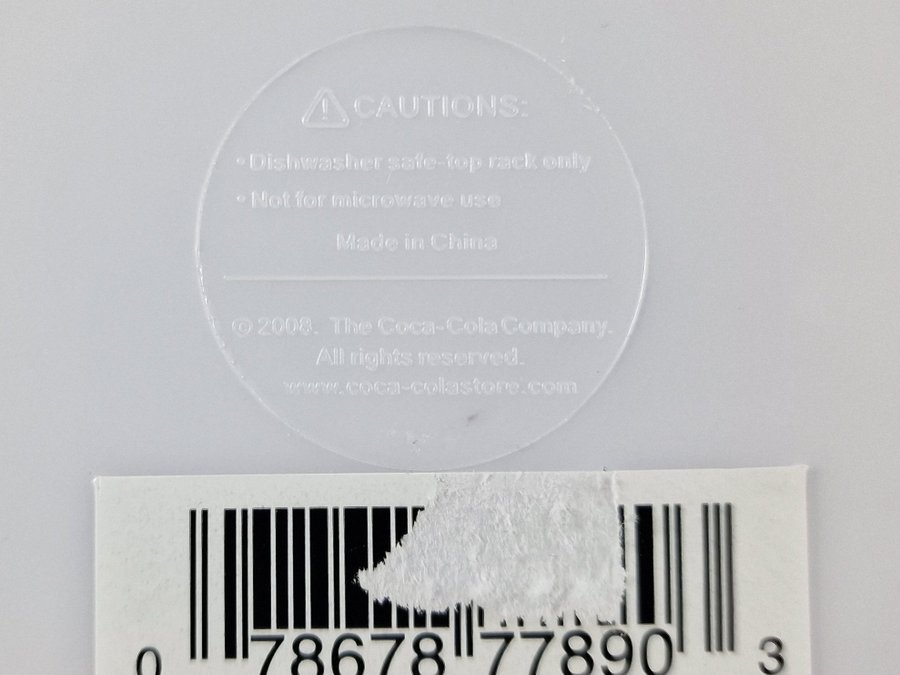 ⚠ CAUTIONS:
• Dishwasher safe-top rack only
• Not for microwave use
Made in China
© 2008. The Coca-Cola Company.
All rights reserved.
www.coca-colastore.com
0 78678 77890 3